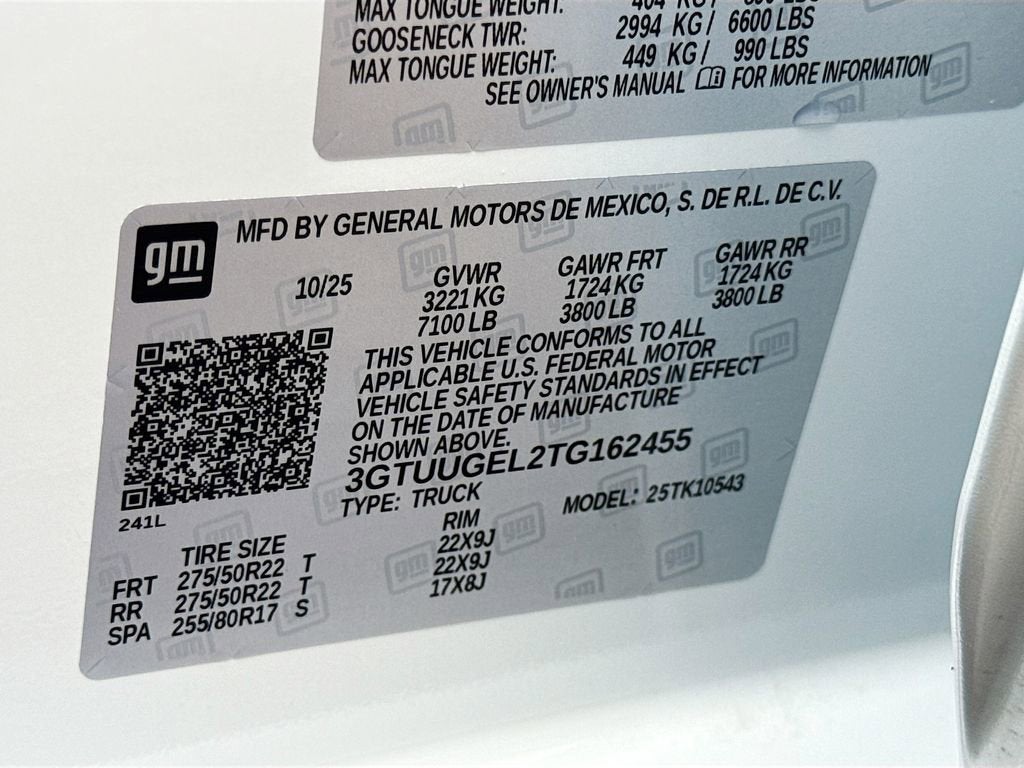 MAX TONGUE WEIGHT: 404 KG/ LBS
GOOSENECK TWR: 2994 KG/ 6600 LBS
MAX TONGUE WEIGHT: 449 KG/ 990 LBS
SEE OWNER'S MANUAL FOR MORE INFORMATION
gm
MFD BY GENERAL MOTORS DE MEXICO, S. DE R.L. DE C.V.
10/25 GVWR GAWR FRT GAWR RR
3221 KG 1724 KG 1724 KG
7100 LB 3800 LB 3800 LB
THIS VEHICLE CONFORMS TO ALL
APPLICABLE U.S. FEDERAL MOTOR
VEHICLE SAFETY STANDARDS IN EFFECT
ON THE DATE OF MANUFACTURE
SHOWN ABOVE.
3GTUUGEL2TG162455
TYPE: TRUCK MODEL: 25TK10543
241L
TIRE SIZE RIM
FRT 275/50R22 T 22X9J
RR 275/50R22 T 22X9J
SPA 255/80R17 S 17X8J